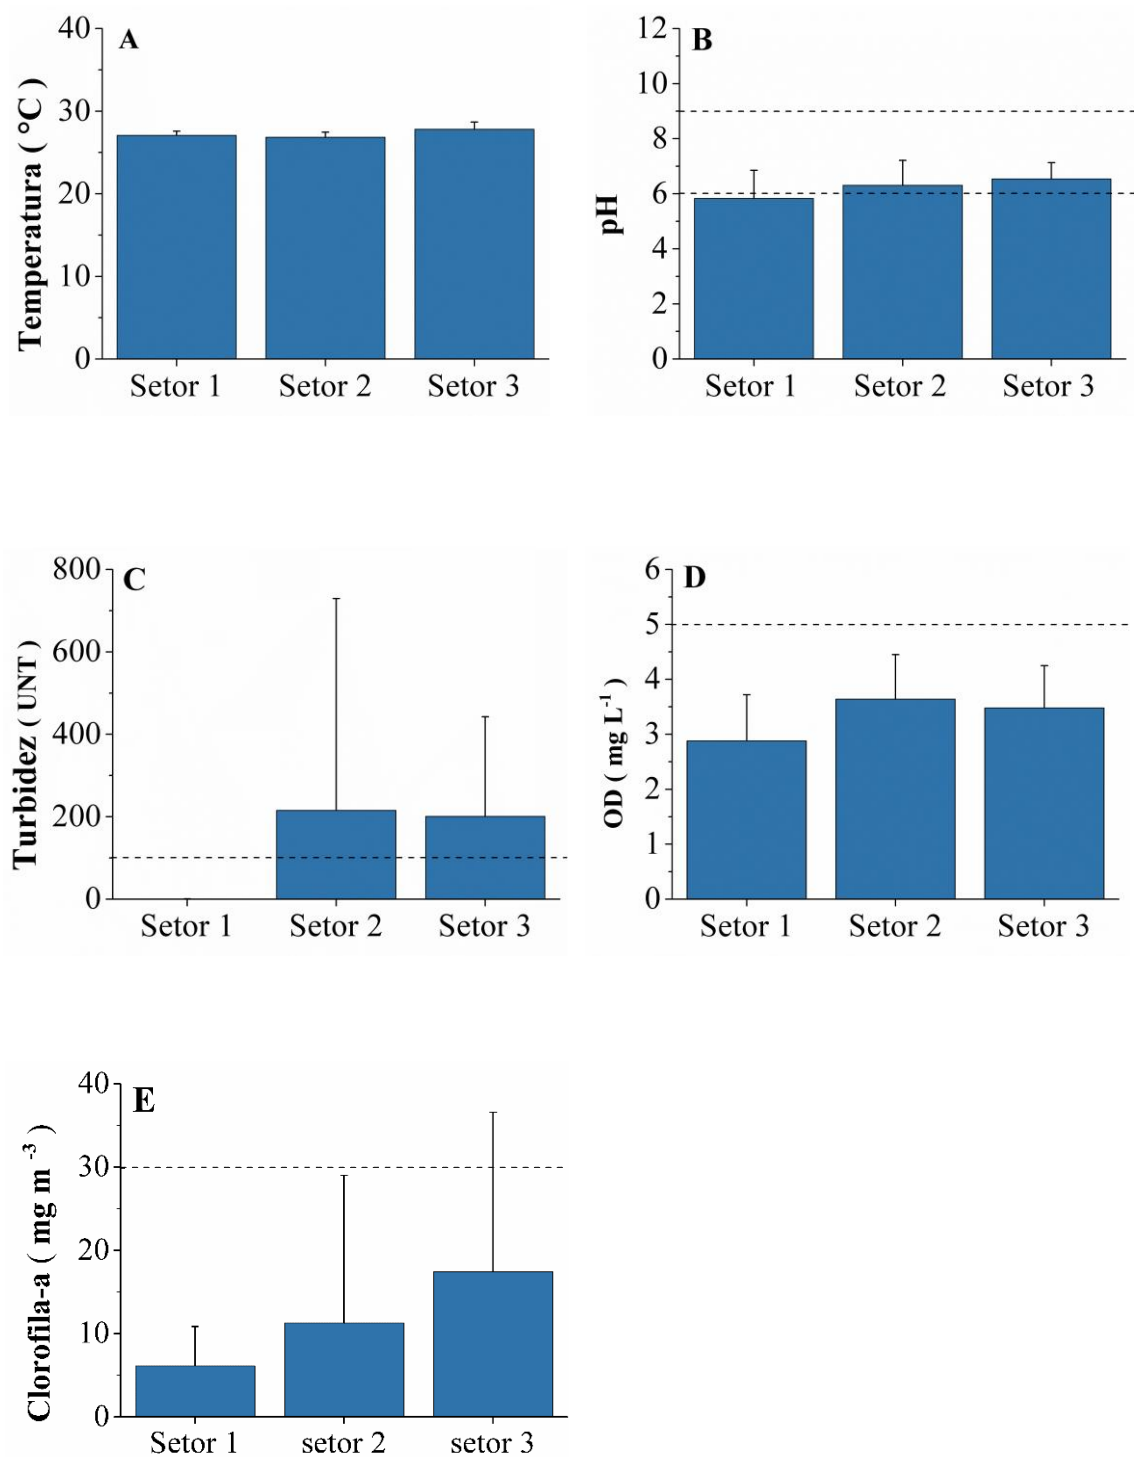 A
Temperatura ( °C )
40
30
20
10
0
Setor 1
Setor 2
Setor 3
B
pH
12
10
8
6
4
2
0
Setor 1
Setor 2
Setor 3
C
Turbidez ( UNT )
800
600
400
200
0
Setor 1
Setor 2
Setor 3
D
OD ( mg L⁻¹ )
6
5
4
3
2
1
0
Setor 1
Setor 2
Setor 3
E
Clorofila-a ( mg m ⁻³ )
40
30
20
10
0
Setor 1
setor 2
setor 3